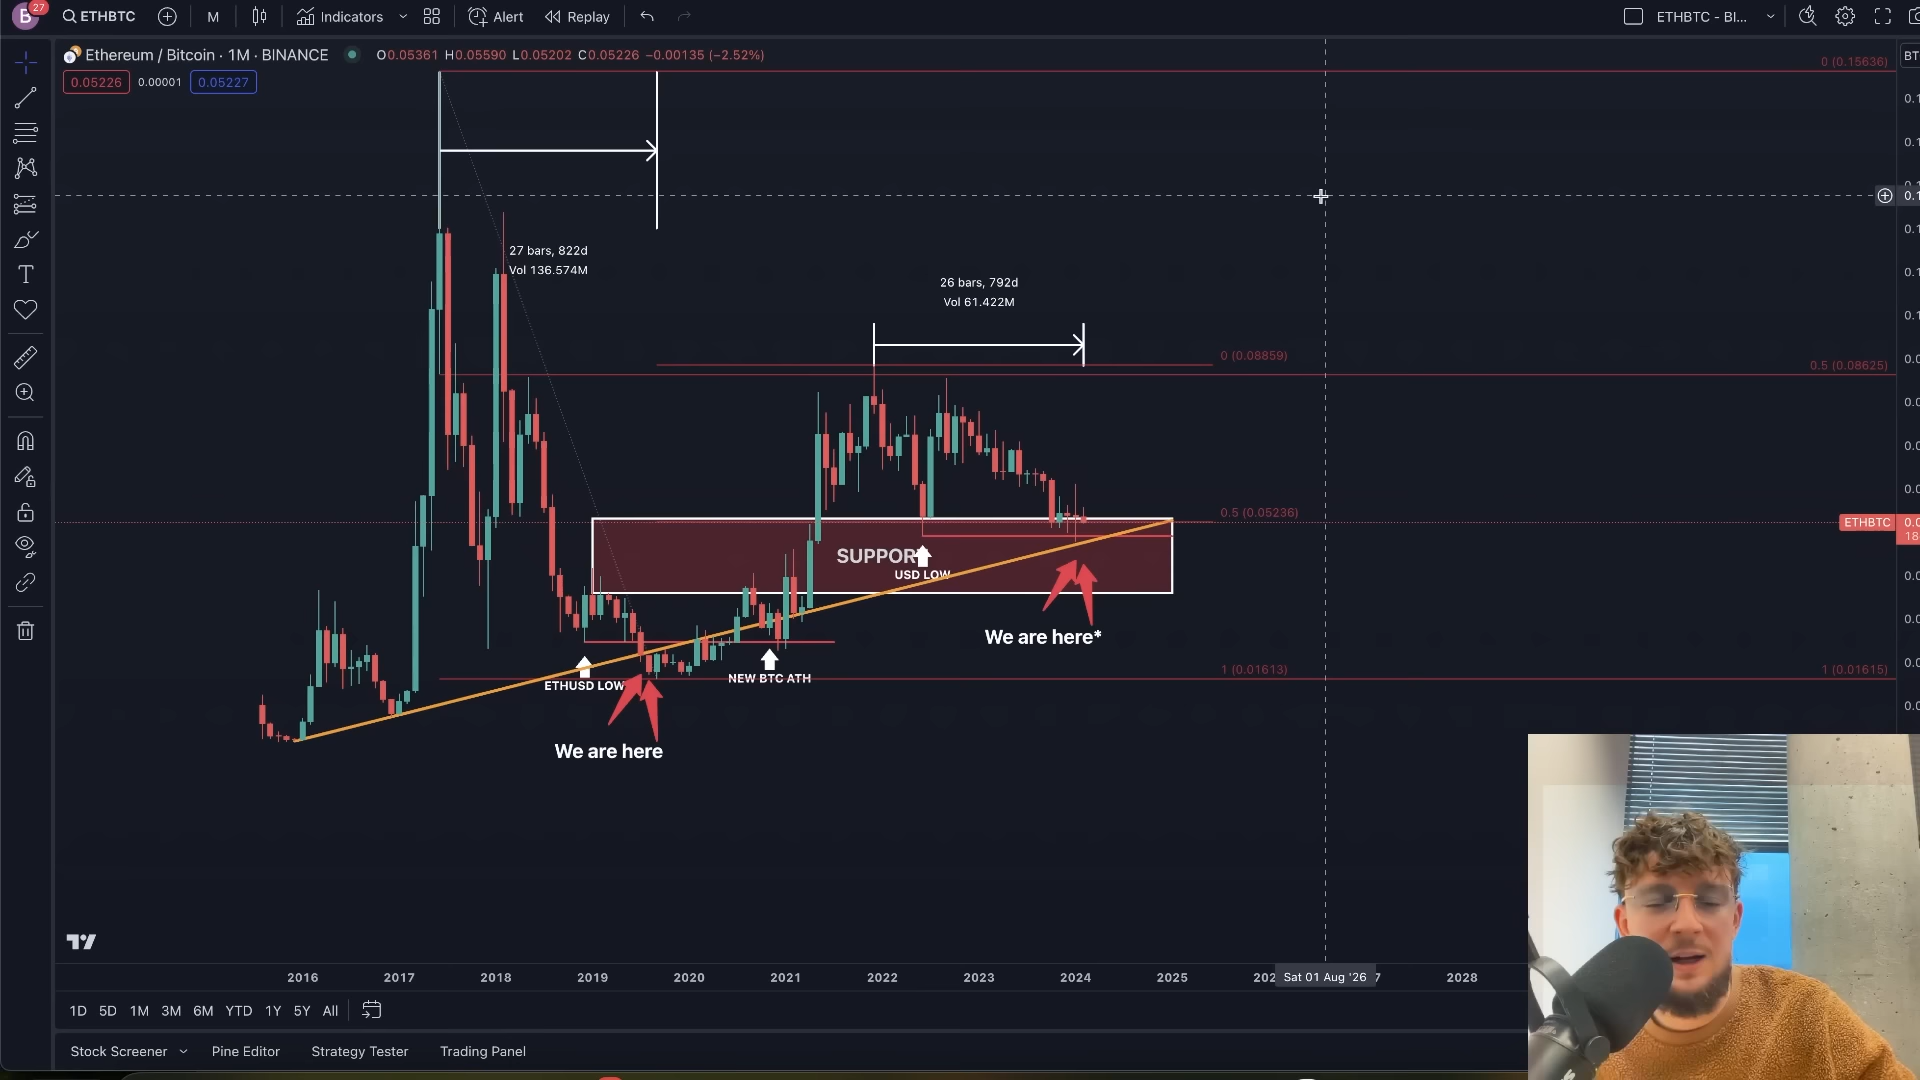 B 27 ETHBTC M Indicators Alert Replay ETHBTC - BI...
Ethereum / Bitcoin · 1M · BINANCE O0.05361 H0.05590 L0.05202 C0.05226 −0.00135 (−2.52%)
0.05226 0.00001 0.05227
0 (0.15636)
27 bars, 822d
Vol 136.574M
26 bars, 792d
Vol 61.422M
0 (0.08859)
0.5 (0.08625)
0.5 (0.05236)
ETHBTC
SUPPORT
USD LOW
We are here*
1 (0.01613)
1 (0.01615)
ETHUSD LOW
NEW BTC ATH
We are here
2016 2017 2018 2019 2020 2021 2022 2023 2024 2025 Sat 01 Aug '26 2028
1D 5D 1M 3M 6M YTD 1Y 5Y All
Stock Screener Pine Editor Strategy Tester Trading Panel